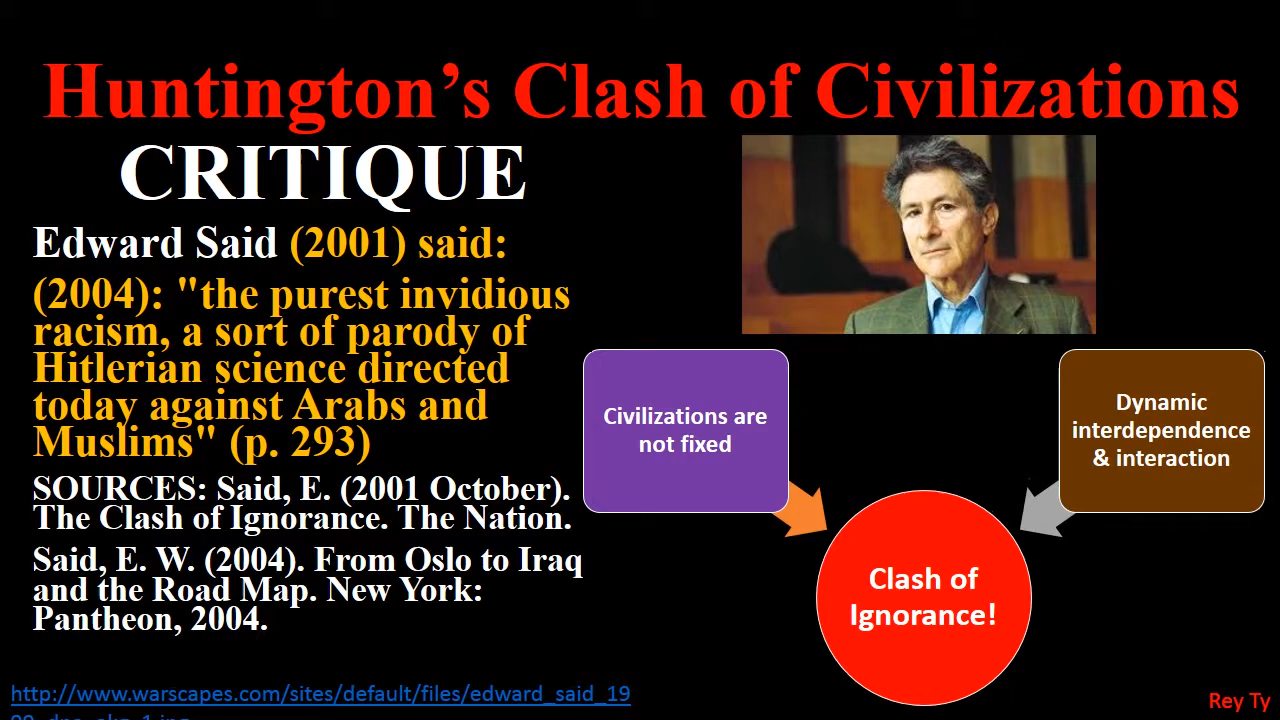 Huntington's Clash of Civilizations
CRITIQUE
Edward Said (2001) said:
(2004): "the purest invidious
racism, a sort of parody of
Hitlerian science directed
today against Arabs and
Muslims" (p. 293)
SOURCES: Said, E. (2001 October).
The Clash of Ignorance. The Nation.
Said, E. W. (2004). From Oslo to Iraq
and the Road Map. New York:
Pantheon, 2004.
http://www.warscapes.com/sites/default/files/edward_said_19
Civilizations are
not fixed
Dynamic
interdependence
& interaction
Clash of
Ignorance!
Rey Ty